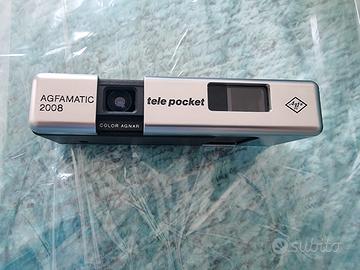 AGFAMATIC
2008
tele pocket
COLOR AGNAR
Agfa
subito